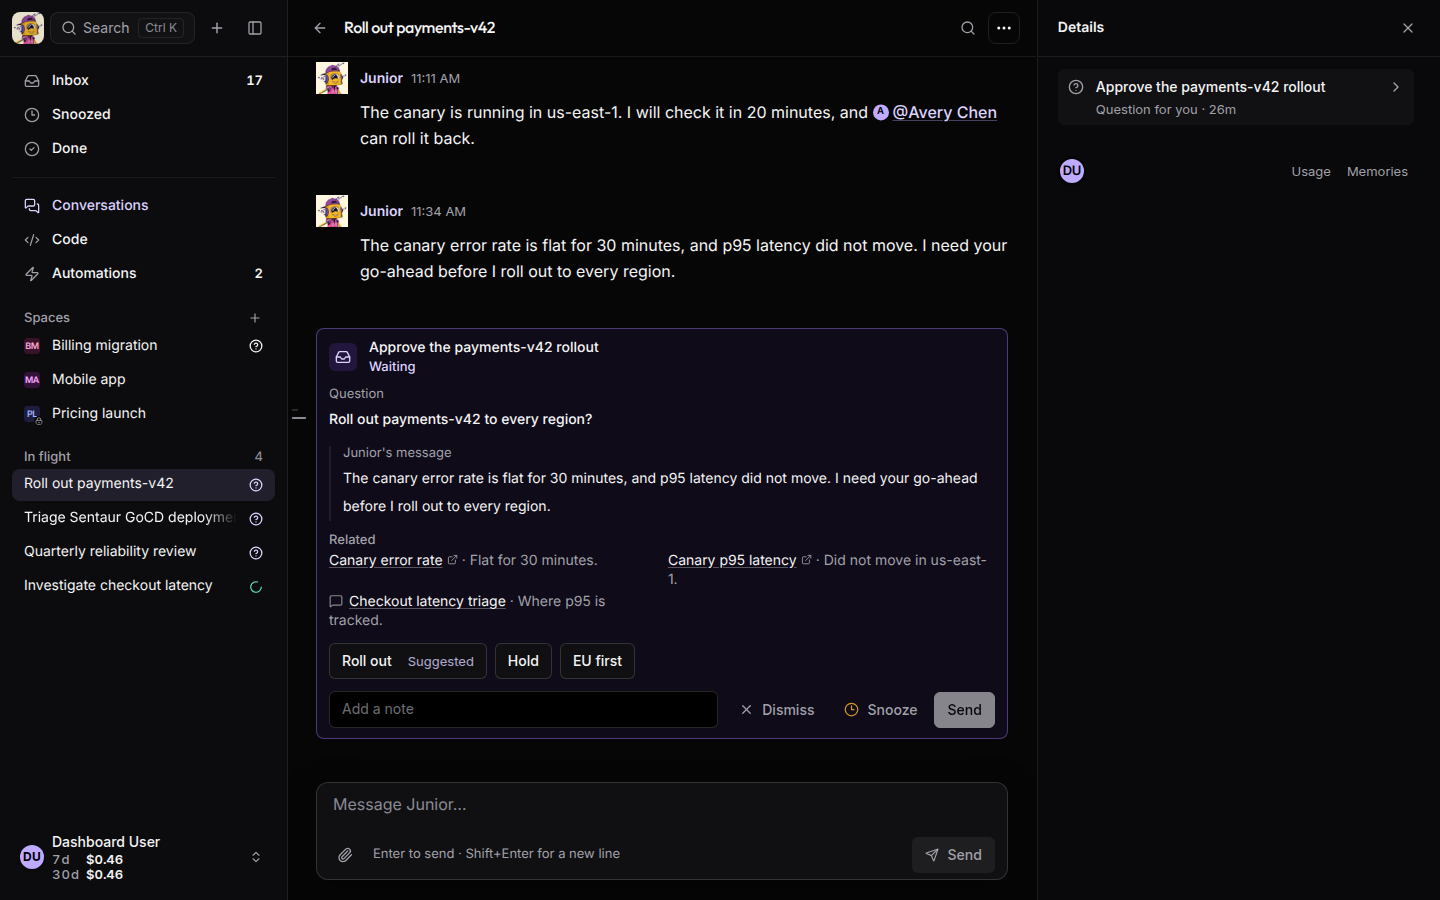 Search Ctrl K
Inbox 17
Snoozed
Done
Conversations
Code
Automations 2
Spaces
BM Billing migration
MA Mobile app
PL Pricing launch
In flight 4
Roll out payments-v42
Triage Sentaur GoCD deployme
Quarterly reliability review
Investigate checkout latency
DU Dashboard User
7d $0.46
30d $0.46
Roll out payments-v42
Junior 11:11 AM
The canary is running in us-east-1. I will check it in 20 minutes, and A @Avery Chen
can roll it back.
Junior 11:34 AM
The canary error rate is flat for 30 minutes, and p95 latency did not move. I need your
go-ahead before I roll out to every region.
Approve the payments-v42 rollout
Waiting
Question
Roll out payments-v42 to every region?
Junior's message
The canary error rate is flat for 30 minutes, and p95 latency did not move. I need your go-ahead
before I roll out to every region.
Related
Canary error rate · Flat for 30 minutes.
Canary p95 latency · Did not move in us-east-
1.
Checkout latency triage · Where p95 is
tracked.
Roll out Suggested Hold EU first
Add a note Dismiss Snooze Send
Message Junior...
Enter to send · Shift+Enter for a new line Send
Details
Approve the payments-v42 rollout
Question for you · 26m
DU Usage Memories